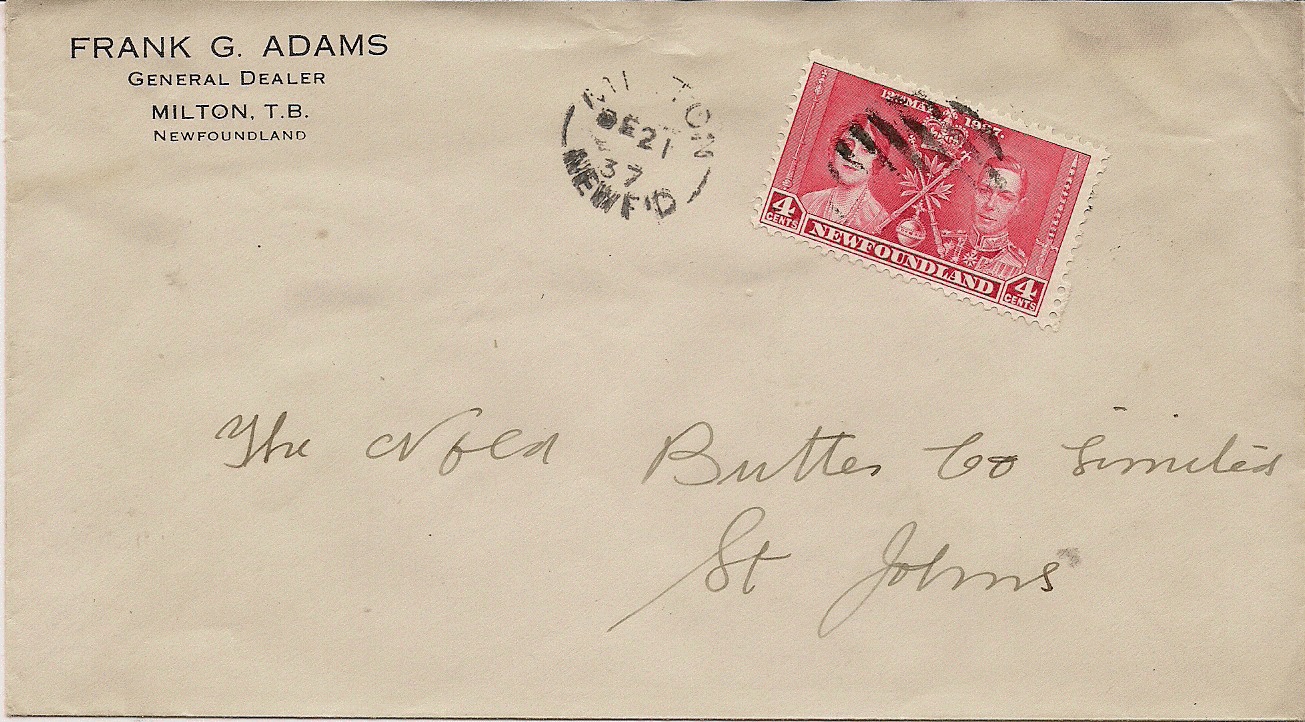 FRANK G. ADAMS
GENERAL DEALER
MILTON, T.B.
NEWFOUNDLAND
MILTON
DE 21
37
NEWF'D
12 MAY 1937.
4 CENTS
NEWFOUNDLAND
4 CENTS
The Nfld Butter Co Limited
St Johns